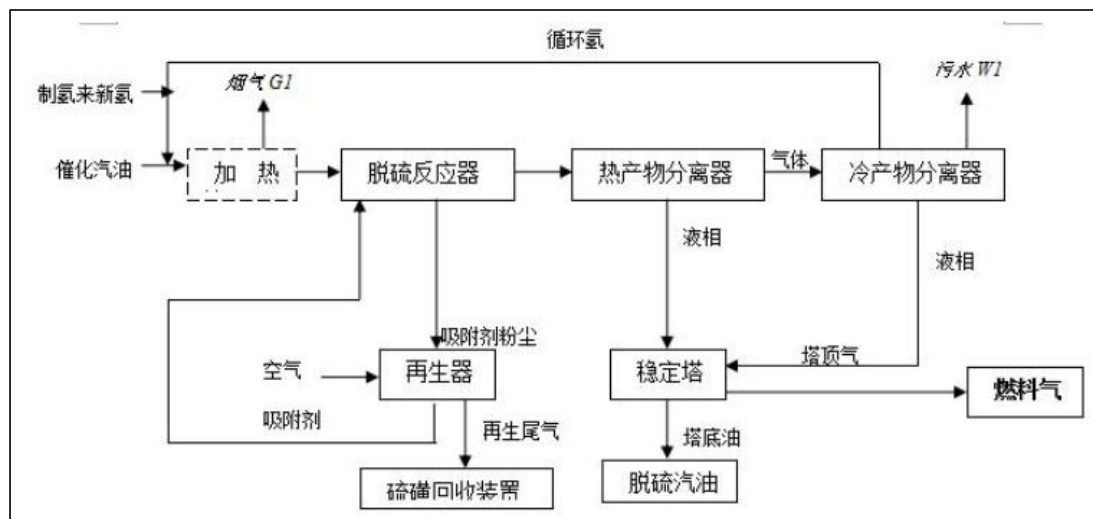 循环氢
烟气 G1
污水 W1
制氢来新氢
催化汽油
加 热
脱硫反应器
热产物分离器
气体
冷产物分离器
液相
液相
吸附剂粉尘
塔顶气
空气
再生器
稳定塔
燃料气
吸附剂
再生尾气
塔底油
硫磺回收装置
脱硫汽油